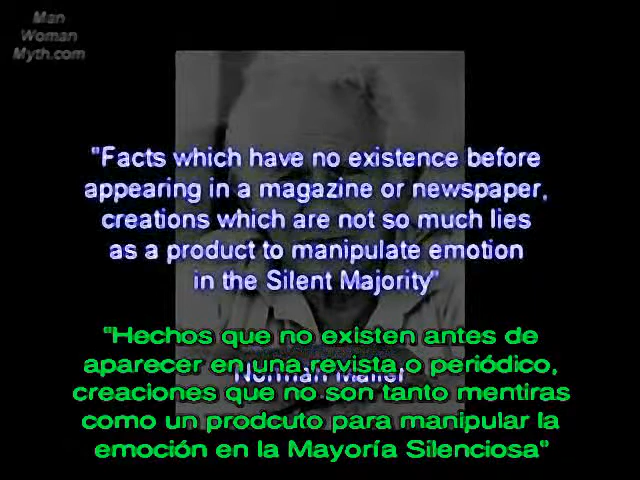 Man
Woman
Myth.com
"Facts which have no existence before
appearing in a magazine or newspaper,
creations which are not so much lies
as a product to manipulate emotion
in the Silent Majority"
"Hechos que no existen antes de
aparecer en una revista o periódico,
Norman Mailer
creaciones que no son tanto mentiras
como un prodcuto para manipular la
emoción en la Mayoría Silenciosa"